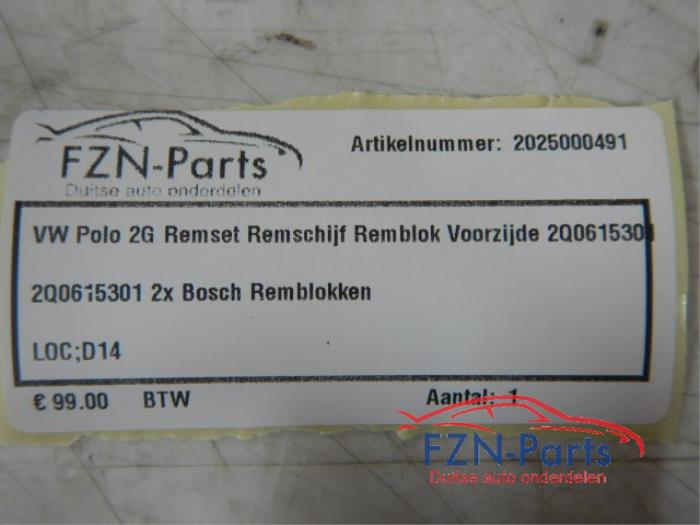 FZN-Parts
Duitse auto onderdelen
Artikelnummer: 2025000491
VW Polo 2G Remset Remschijf Remblok Voorzijde 2Q0615301
2Q0615301 2x Bosch Remblokken
LOC;D14
€ 99.00 BTW Aantal: 1
FZN-Parts
Duitse auto onderdelen